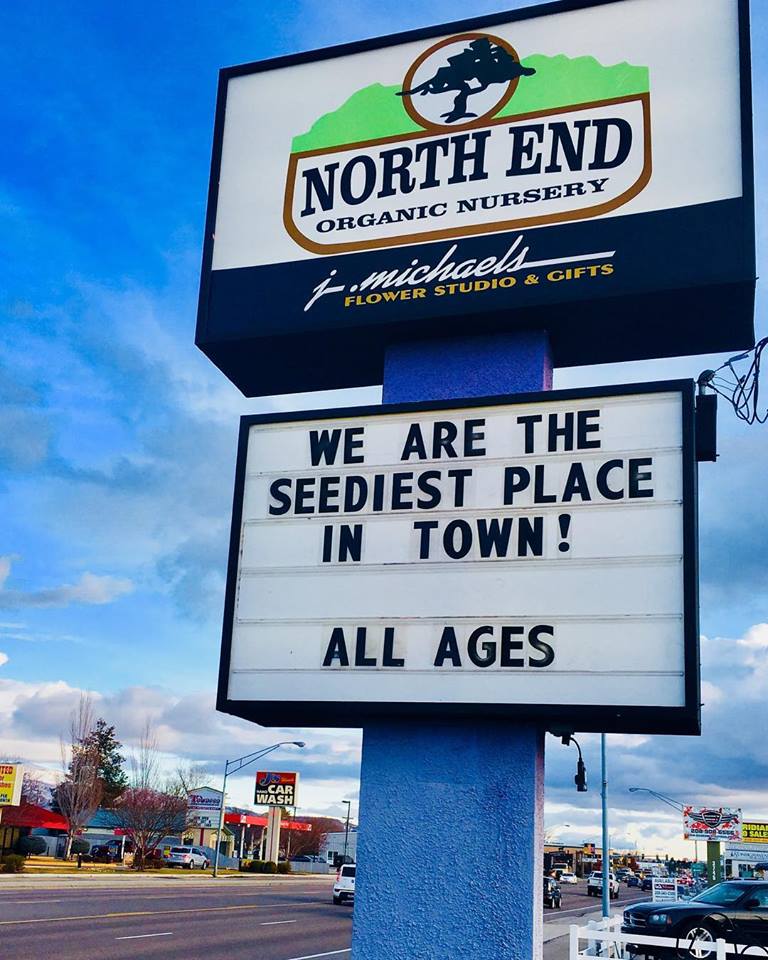 NORTH END
ORGANIC NURSERY
j. michaels
FLOWER STUDIO & GIFTS
WE ARE THE
SEEDIEST PLACE
IN TOWN!
ALL AGES
CAR
WASH